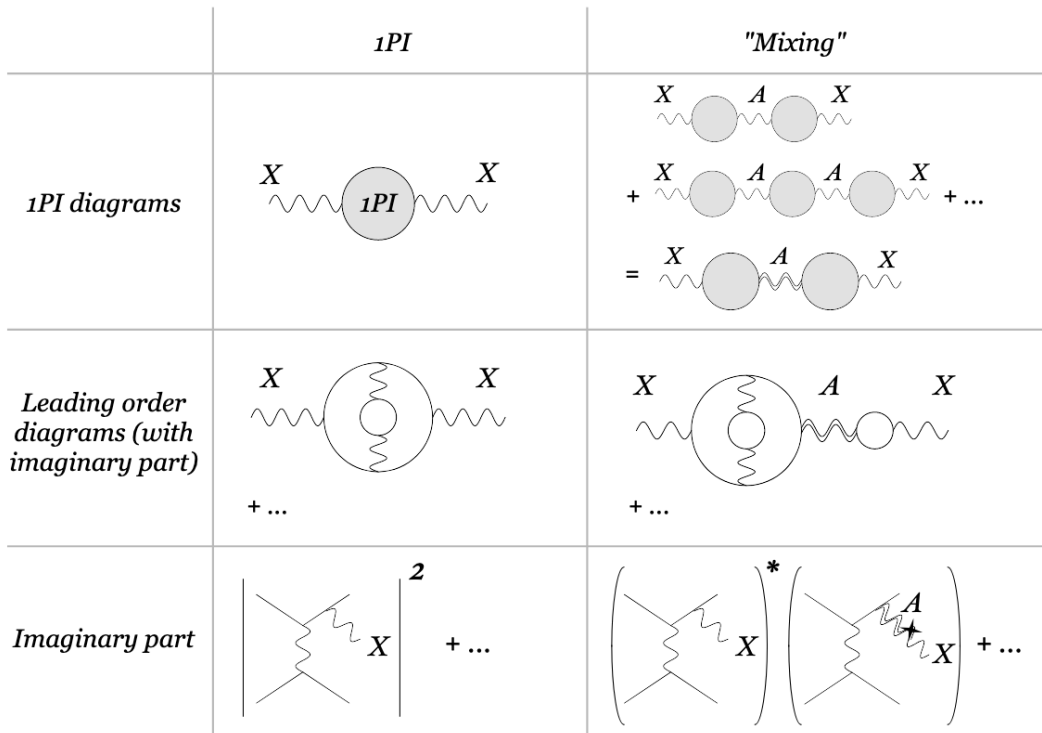 1PI
"Mixing"
1PI diagrams
X
X
1PI
X A X
+ X A A X + ...
= X A X
Leading order
diagrams (with
imaginary part)
X X
+ ...
X A X
+ ...
Imaginary part
X
2
+ ...
X
*
A
X
+ ...